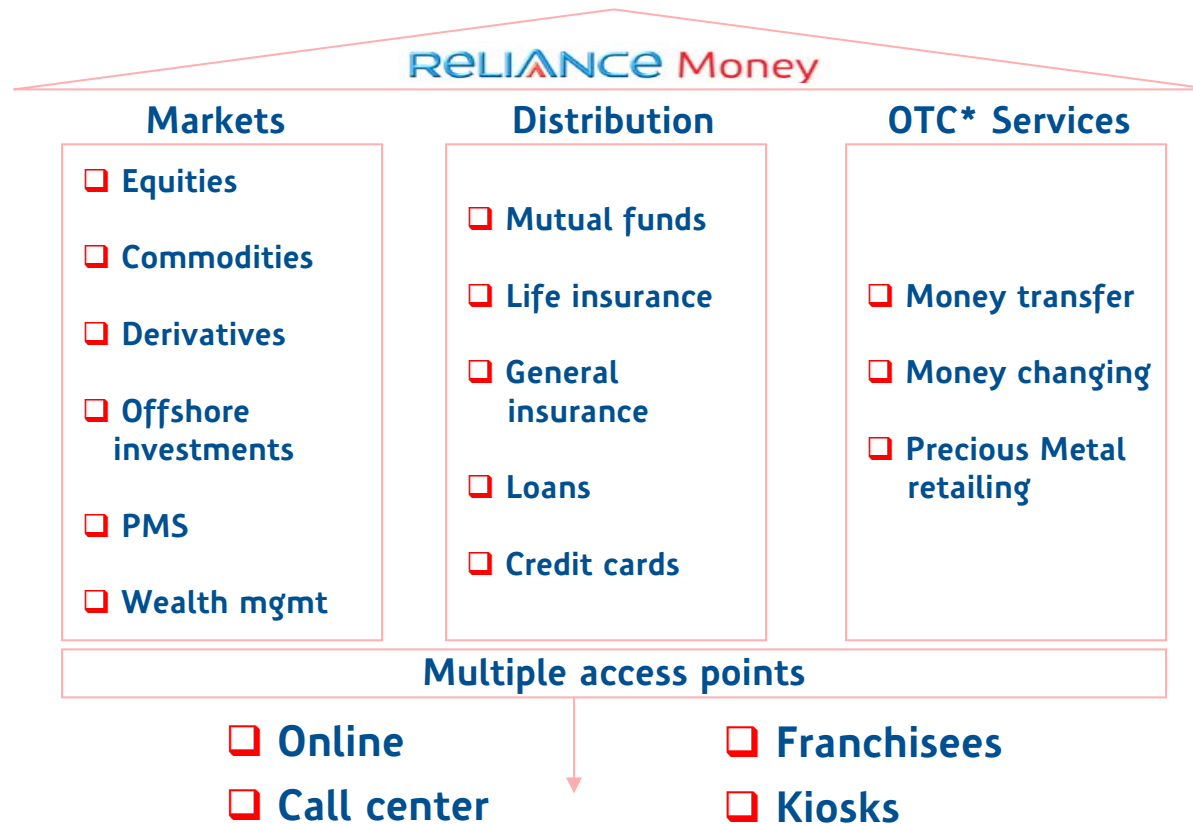 RELIANCE Money
Markets
Equities
Commodities
Derivatives
Offshore
investments
PMS
Wealth mgmt
Distribution
Mutual funds
Life insurance
General
insurance
Loans
Credit cards
OTC* Services
Money transfer
Money changing
Precious Metal
retailing
Multiple access points
Online
Call center
Franchisees
Kiosks